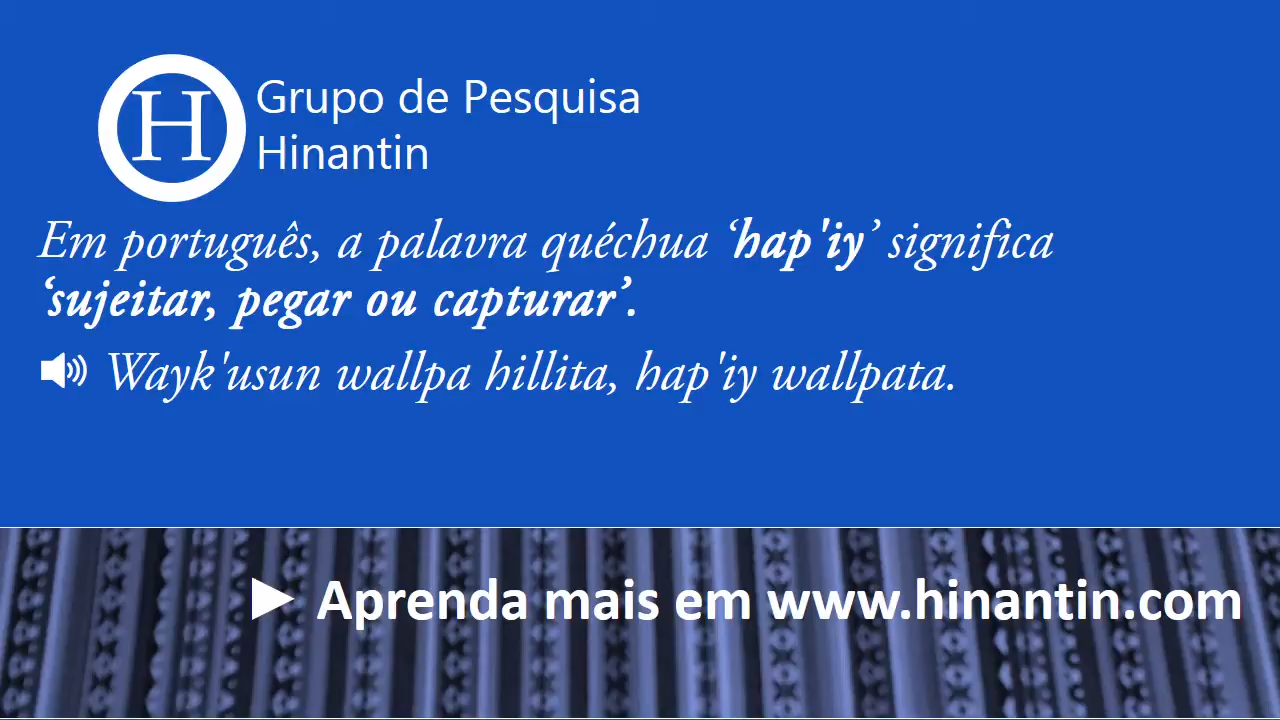 H
Grupo de Pesquisa
Hinantin
Em português, a palavra quéchua ‘hap'iy’ significa
‘sujeitar, pegar ou capturar’.
Wayk'usun wallpa hillita, hap'iy wallpata.
► Aprenda mais em www.hinantin.com